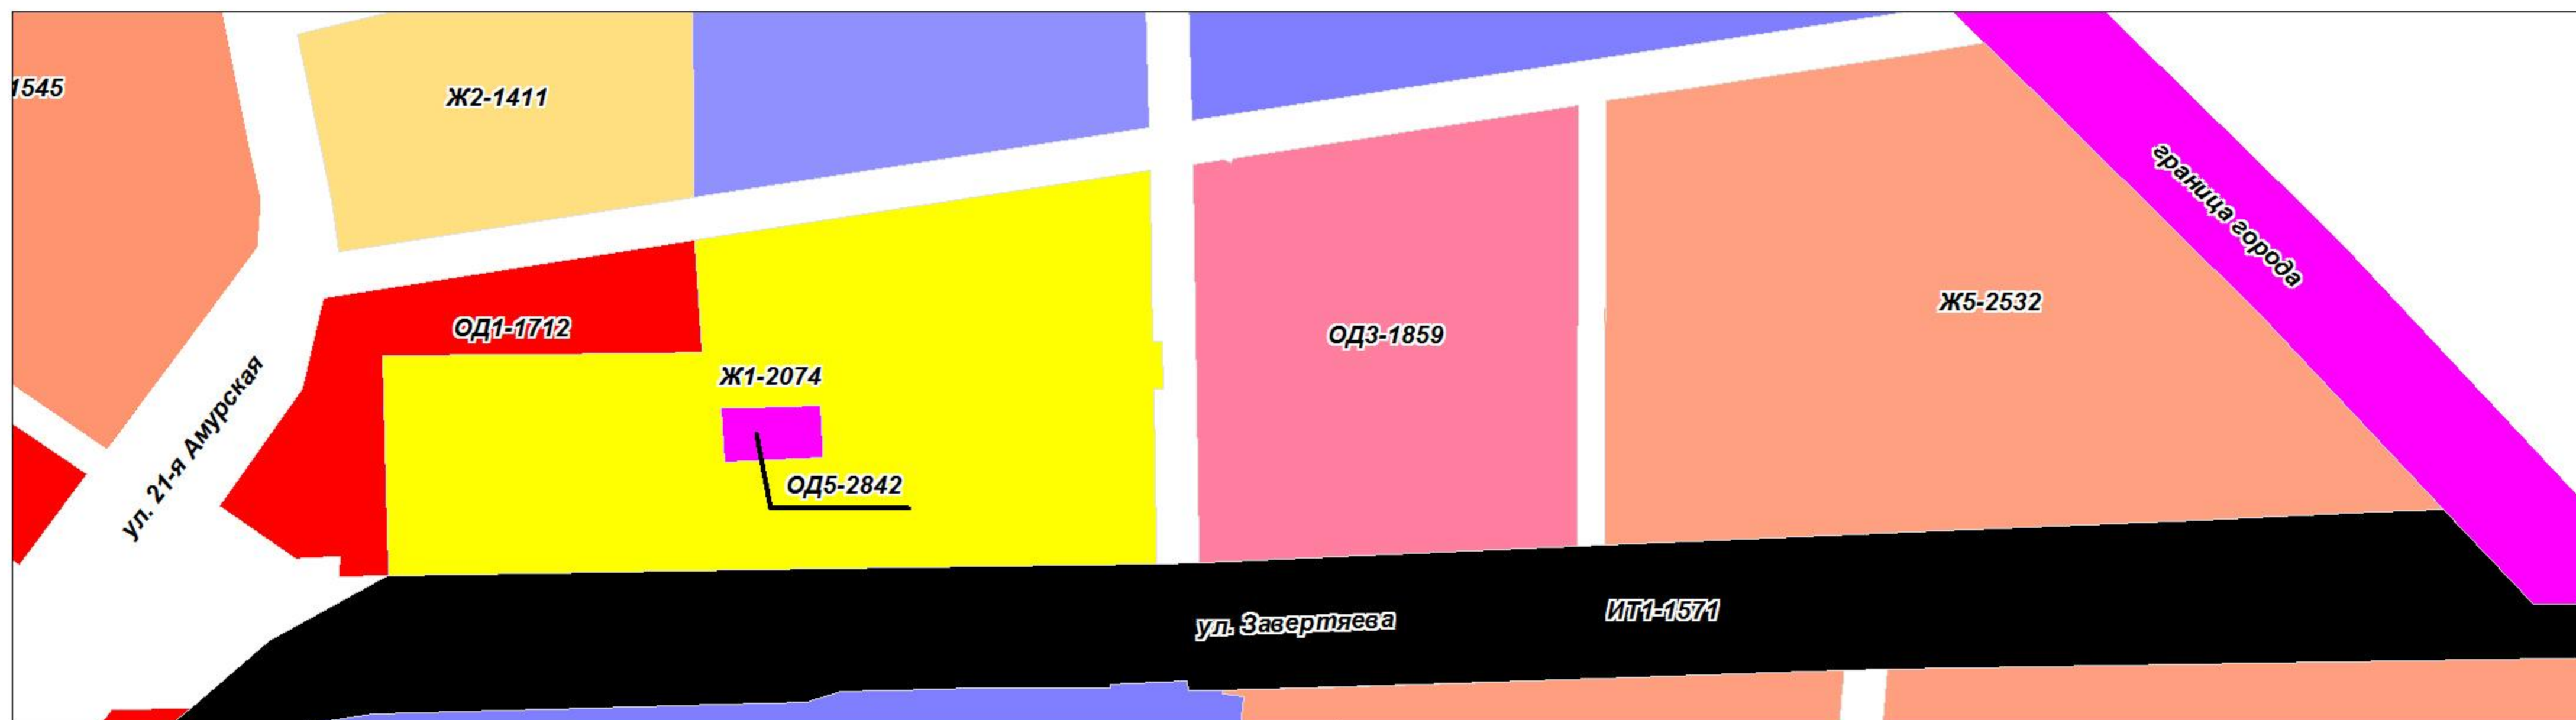 1545
Ж2-1411
граница города
Ж5-2532
ОД1-1712
ОД3-1859
Ж1-2074
ул. 21-я Амурская
ОД5-2842
ул. Завертяева
ИТ1-1571